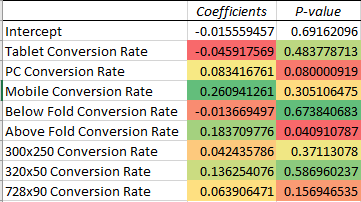 Coefficients P-value
Intercept -0.015559457 0.69162096
Tablet Conversion Rate -0.045917569 0.483778713
PC Conversion Rate 0.083416761 0.080000919
Mobile Conversion Rate 0.260941261 0.305106475
Below Fold Conversion Rate -0.013669497 0.673840683
Above Fold Conversion Rate 0.183709776 0.040910787
300x250 Conversion Rate 0.042435786 0.37113078
320x50 Conversion Rate 0.136254076 0.586960237
728x90 Conversion Rate 0.063906471 0.156946535